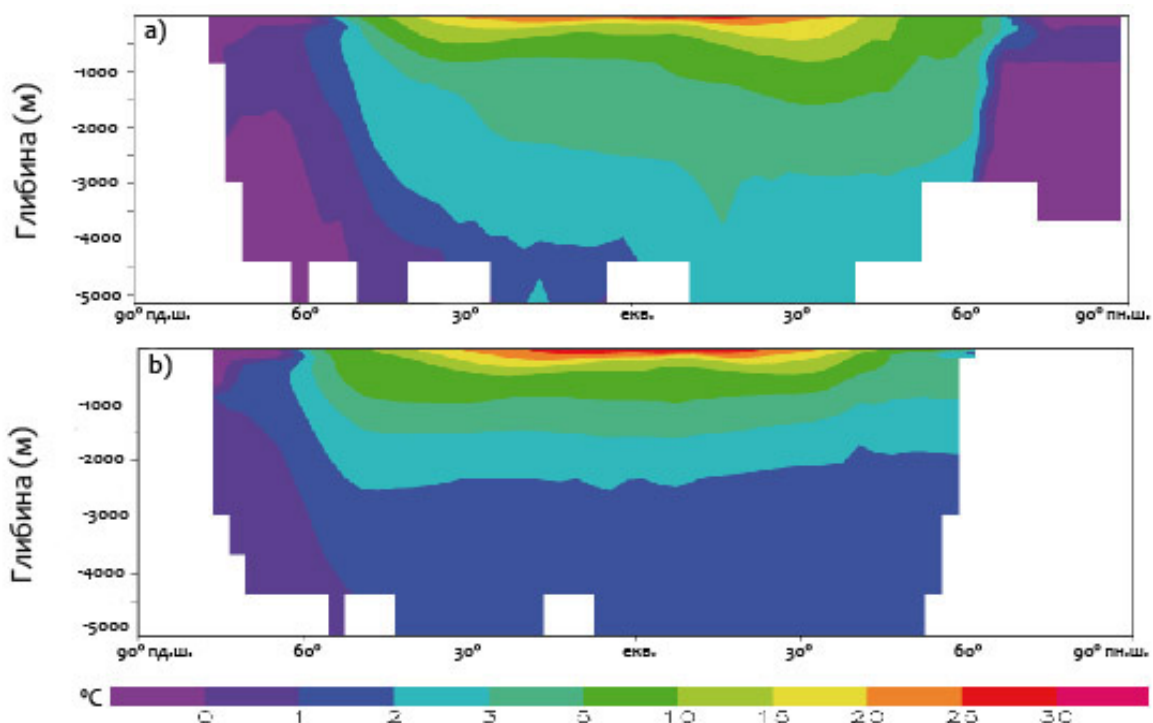 a)
Глибина (м)
-1000
-2000
-3000
-4000
-5000
90° пд.ш.
60°
30°
екв.
30°
60°
90° пн.ш.
b)
Глибина (м)
-1000
-2000
-3000
-4000
-5000
90° пд.ш.
60°
30°
екв.
30°
60°
90° пн.ш.
°C 0 1 2 3 5 10 15 20 25 30